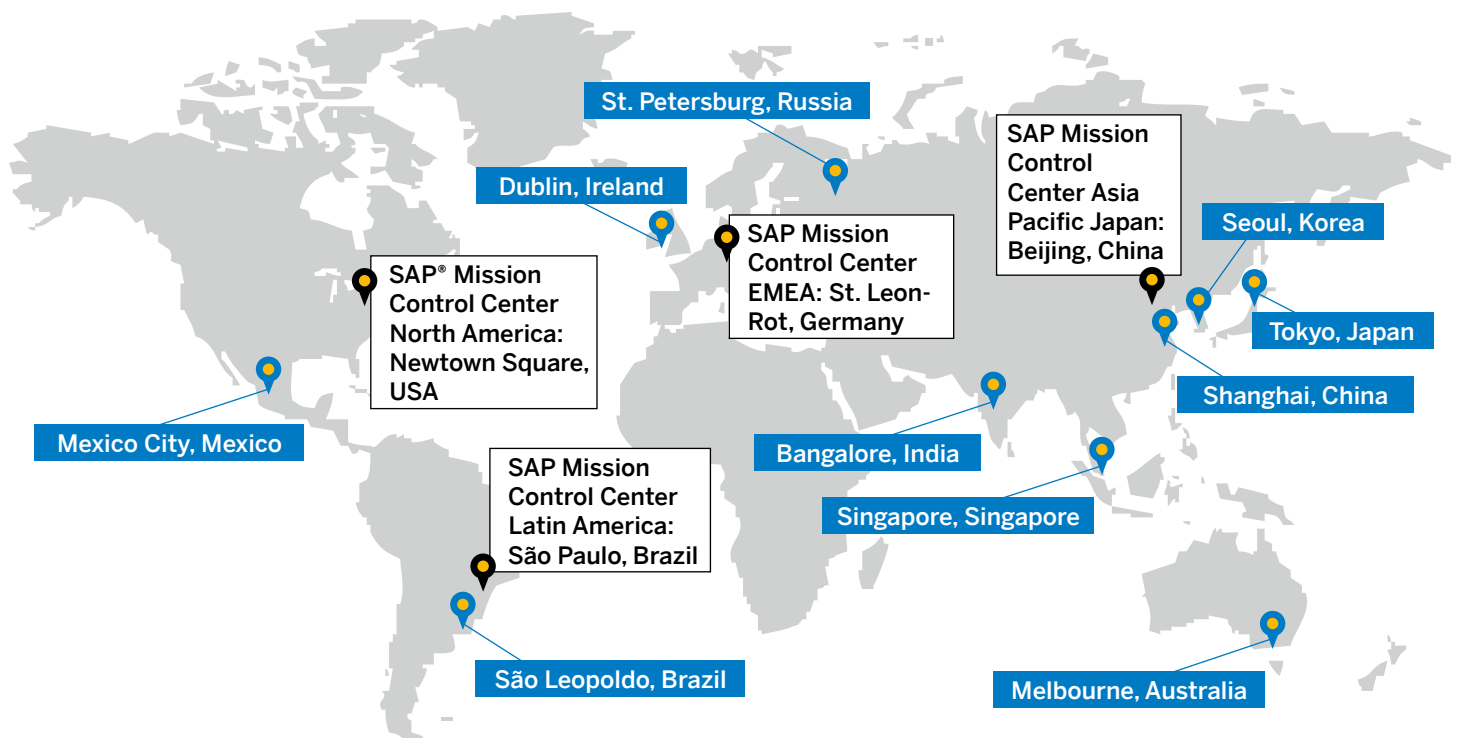 St. Petersburg, Russia
SAP Mission
Control
Center Asia
Pacific Japan:
Beijing, China
Dublin, Ireland
Seoul, Korea
SAP Mission
Control Center
EMEA: St. Leon-
Rot, Germany
SAP® Mission
Control Center
North America:
Newtown Square,
USA
Tokyo, Japan
Shanghai, China
Mexico City, Mexico
Bangalore, India
SAP Mission
Control Center
Latin America:
São Paulo, Brazil
Singapore, Singapore
São Leopoldo, Brazil
Melbourne, Australia